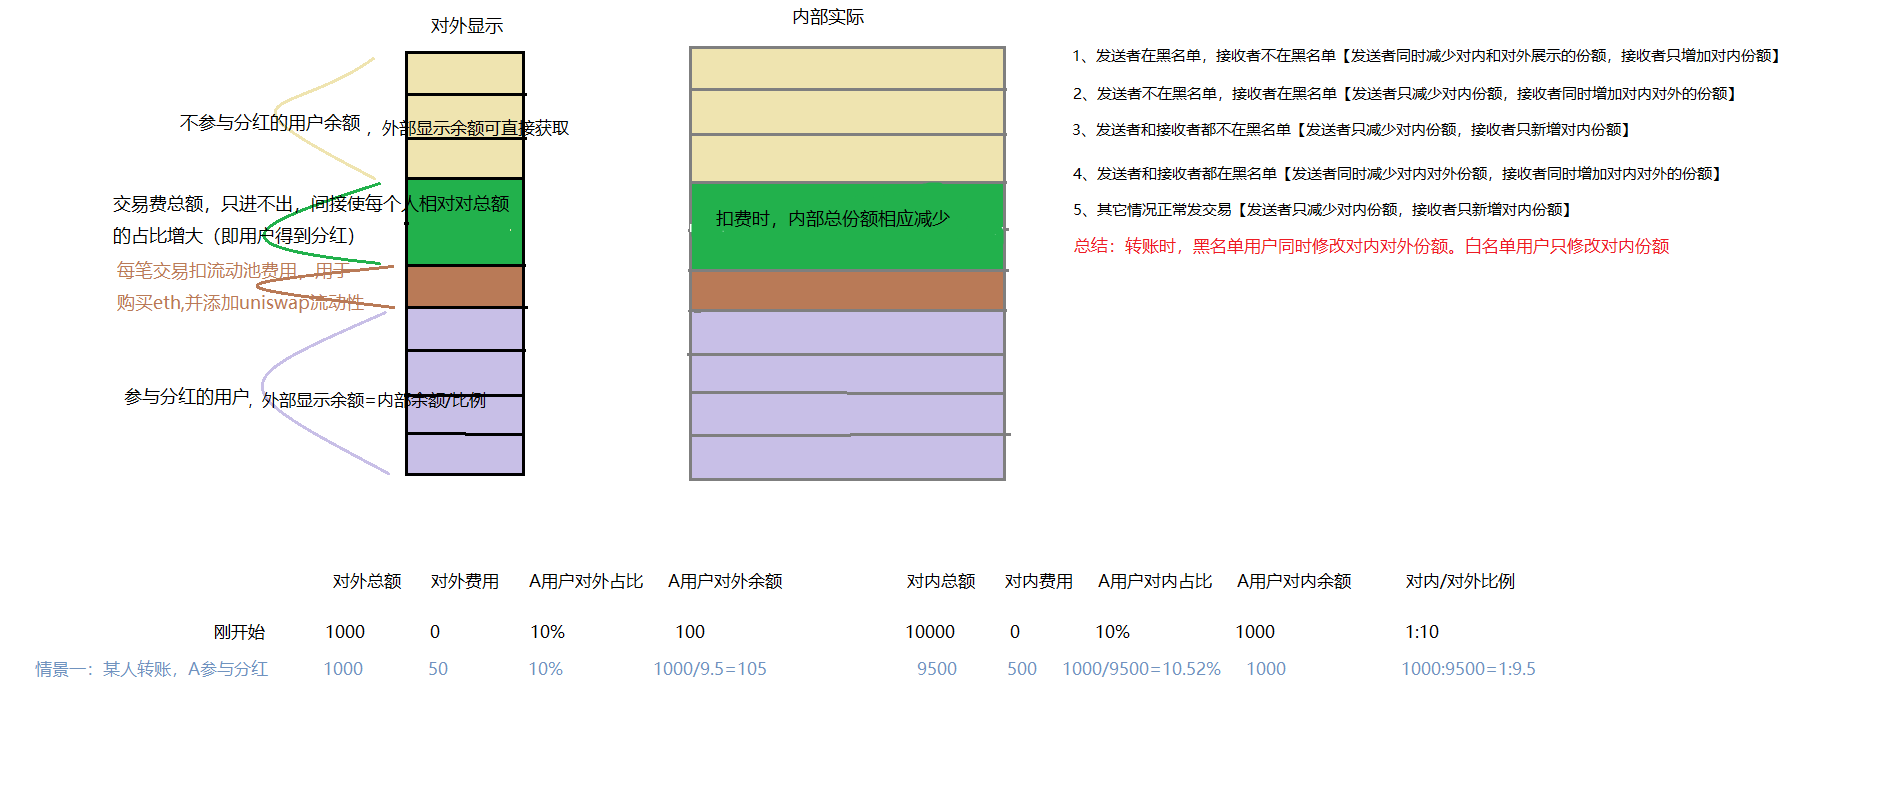 对外显示
内部实际
不参与分红的用户余额，外部显示余额可直接获取
交易费总额，只进不出，间接使每个人相对对总额
的占比增大（即用户得到分红）
每笔交易扣流动池费用，用于
购买eth,并添加uniswap流动性
参与分红的用户，外部显示余额=内部余额/比例
扣费时，内部总份额相应减少
1、发送者在黑名单，接收者不在黑名单【发送者同时减少对内和对外展示的份额，接收者只增加对内份额】
2、发送者不在黑名单，接收者在黑名单【发送者只减少对内份额，接收者同时增加对内对外的份额】
3、发送者和接收者都不在黑名单【发送者只减少对内份额，接收者只新增对内份额】
4、发送者和接收者都在黑名单【发送者同时减少对内对外份额，接收者同时增加对内对外的份额】
5、其它情况正常发交易【发送者只减少对内份额，接收者只新增对内份额】
总结：转账时，黑名单用户同时修改对内对外份额。白名单用户只修改对内份额
对外总额 对外费用 A用户对外占比 A用户对外余额 对内总额 对内费用 A用户对内占比 A用户对内余额 对内/对外比例
刚开始 1000 0 10% 100 10000 0 10% 1000 1:10
情景一：某人转账，A参与分红 1000 50 10% 1000/9.5=105 9500 500 1000/9500=10.52% 1000 1000:9500=1:9.5